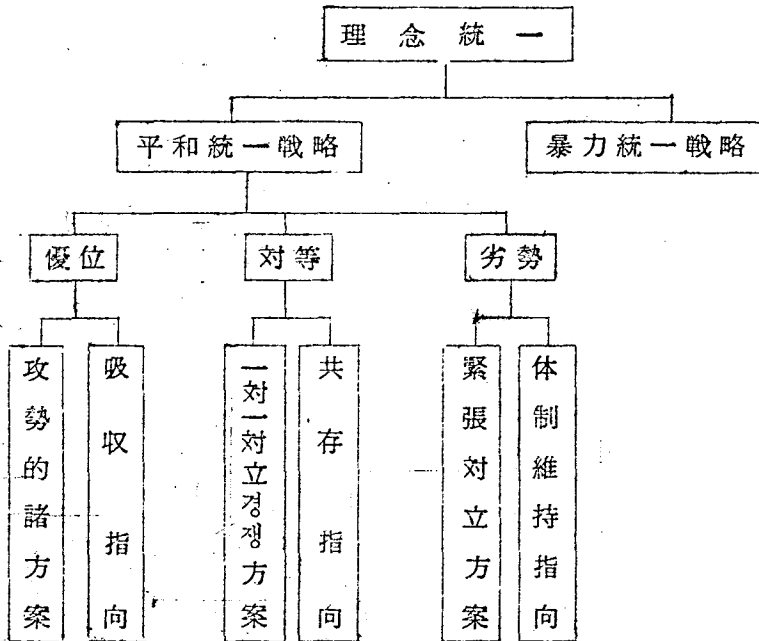 理念統一
平和統一戦略
暴力統一戦略
優位
対等
劣勢
攻勢的諸方案
吸収指向
一対一対立경쟁方案
共存指向
緊張対立方案
体制維持指向